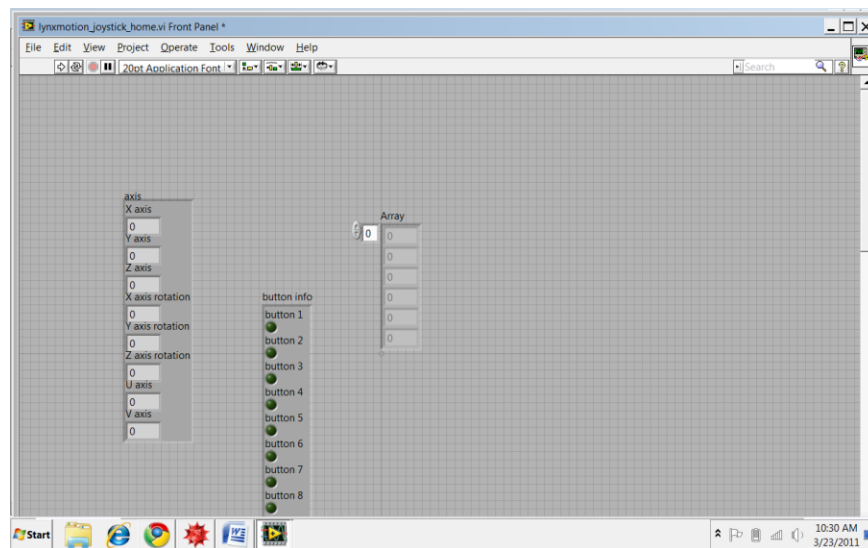 lynxmotion_joystick_home.vi Front Panel *
File Edit View Project Operate Tools Window Help
20pt Application Font
Search
axis
X axis
0
Y axis
0
Z axis
0
X axis rotation
0
Y axis rotation
0
Z axis rotation
0
U axis
0
V axis
0
button info
button 1
button 2
button 3
button 4
button 5
button 6
button 7
button 8
Array
0
0
0
0
0
0
0
Start
10:30 AM
3/23/2011